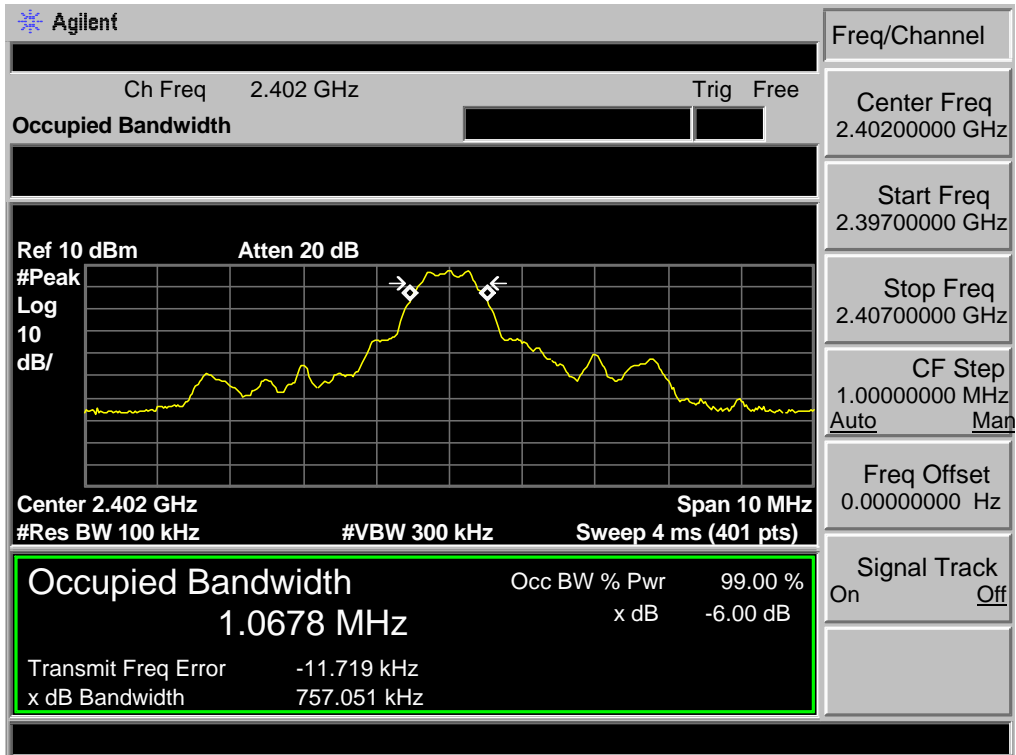 Agilent
Ch Freq 2.402 GHz Trig Free
Occupied Bandwidth
Ref 10 dBm Atten 20 dB
#Peak
Log
10
dB/
Center 2.402 GHz Span 10 MHz
#Res BW 100 kHz #VBW 300 kHz Sweep 4 ms (401 pts)
Occupied Bandwidth Occ BW % Pwr 99.00 %
1.0678 MHz x dB -6.00 dB
Transmit Freq Error -11.719 kHz
x dB Bandwidth 757.051 kHz
Freq/Channel
Center Freq
2.40200000 GHz
Start Freq
2.39700000 GHz
Stop Freq
2.40700000 GHz
CF Step
1.00000000 MHz
Auto Man
Freq Offset
0.00000000 Hz
Signal Track
On Off